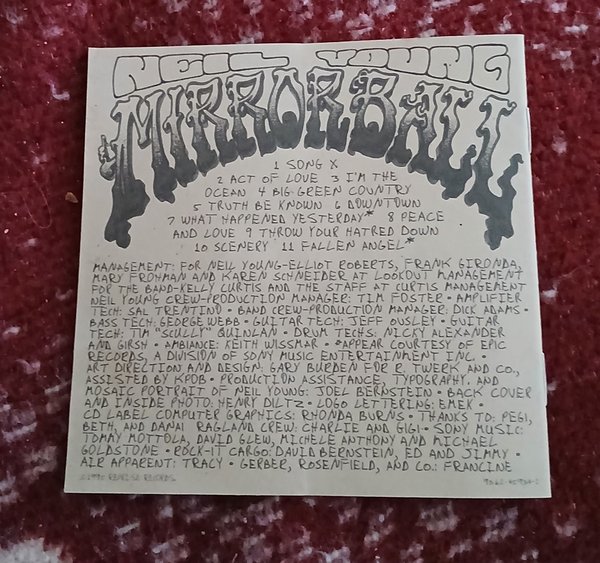 NEIL YOUNG
MIRROR BALL
1 SONG X
2 ACT OF LOVE 3 I'M THE
OCEAN 4 BIG GREEN COUNTRY
5 TRUTH BE KNOWN 6 DOWNTOWN
7 WHAT HAPPENED YESTERDAY* 8 PEACE
AND LOVE 9 THROW YOUR HATRED DOWN
10 SCENERY 11 FALLEN ANGEL*
MANAGEMENT: FOR NEIL YOUNG-ELLIOT ROBERTS, FRANK GIRONDA,
MARY FROHMAN AND KAREN SCHNEIDER AT LOOKOUT MANAGEMENT
FOR THE BAND-KELLY CURTIS AND THE STAFF AT CURTIS MANAGEMENT
NEIL YOUNG CREW-PRODUCTION MANAGER: TIM FOSTER • AMPLIFIER
TECH: SAL TRENTINO • BAND CREW-PRODUCTION MANAGER: DICK ADAMS •
BASS TECH: GEORGE WEBB • GUITAR TECH: JEFF OUSLEY • GUITAR
TECH: TIM "SCULLY" QUINLAN • DRUM TECHS: NICKY ALEXANDER
AND GIRSH • AMBIANCE: KEITH WISSMAR • *APPEAR COURTESY OF EPIC
RECORDS, A DIVISION OF SONY MUSIC ENTERTAINMENT INC. •
ART DIRECTION AND DESIGN: GARY BURDEN FOR R. TWERK AND CO.,
ASSISTED BY KPDB • PRODUCTION ASSISTANCE, TYPOGRAPHY, AND
MOSAIC PORTRAIT OF NEIL YOUNG: JOEL BERNSTEIN • BACK COVER
AND INSIDE PHOTO: HENRY DILTZ • LOGO LETTERING: EMEK •
CD LABEL COMPUTER GRAPHICS: RHONDA BURNS • THANKS TO: PEGI,
BETH, AND DANA! RAGLAND CREW: CHARLIE AND GIGI • SONY MUSIC:
TOMMY MOTTOLA, DAVID GLEW, MICHELE ANTHONY AND MICHAEL
GOLDSTONE • ROCK-IT CARGO: DAVID BERNSTEIN, ED AND JIMMY •
AIR APPARENT: TRACY • GERBER, ROSENFIELD, AND CO.: FRANCINE
REPRISE RECORDS